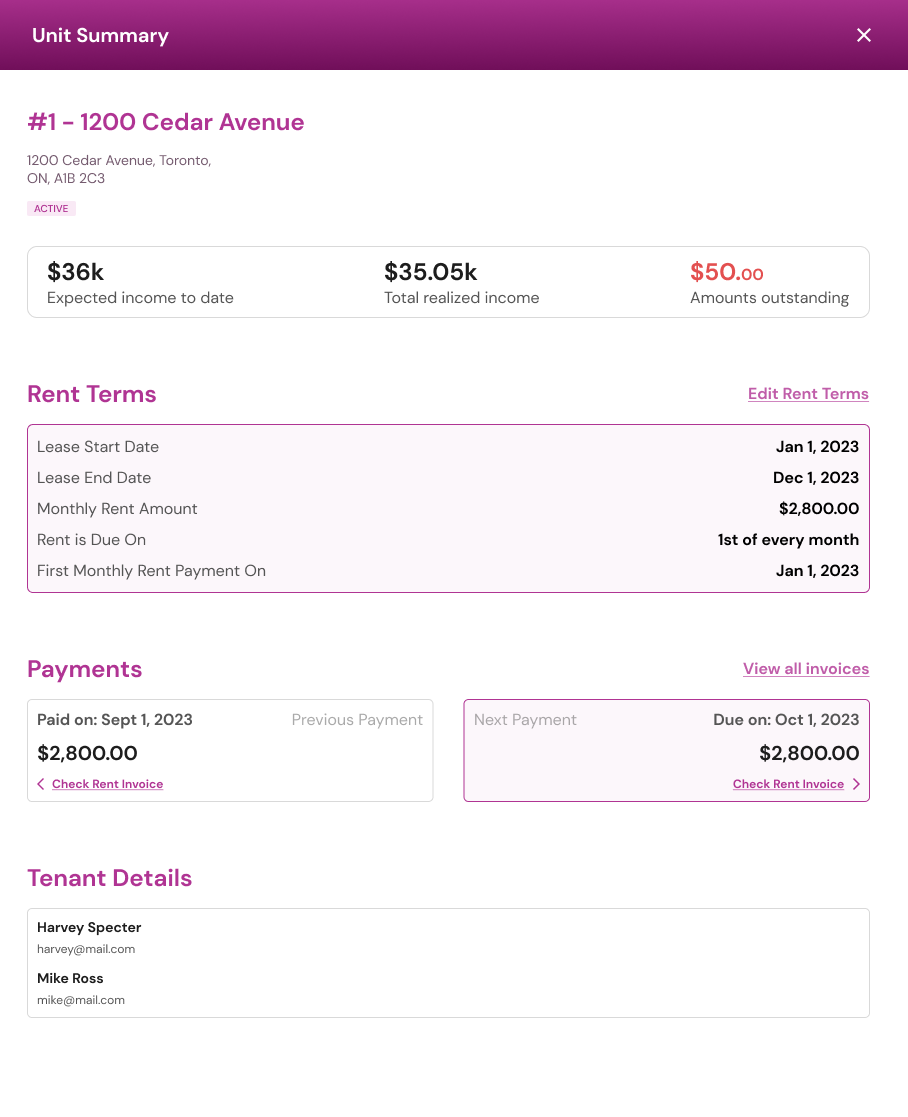 Unit Summary
#1 - 1200 Cedar Avenue
1200 Cedar Avenue, Toronto,
ON, A1B 2C3
ACTIVE
$36k
Expected income to date
$35.05k
Total realized income
$50.00
Amounts outstanding
Rent Terms
Edit Rent Terms
Lease Start Date Jan 1, 2023
Lease End Date Dec 1, 2023
Monthly Rent Amount $2,800.00
Rent is Due On 1st of every month
First Monthly Rent Payment On Jan 1, 2023
Payments
View all invoices
Paid on: Sept 1, 2023 Previous Payment
$2,800.00
Check Rent Invoice
Next Payment Due on: Oct 1, 2023
$2,800.00
Check Rent Invoice
Tenant Details
Harvey Specter
harvey@mail.com
Mike Ross
mike@mail.com